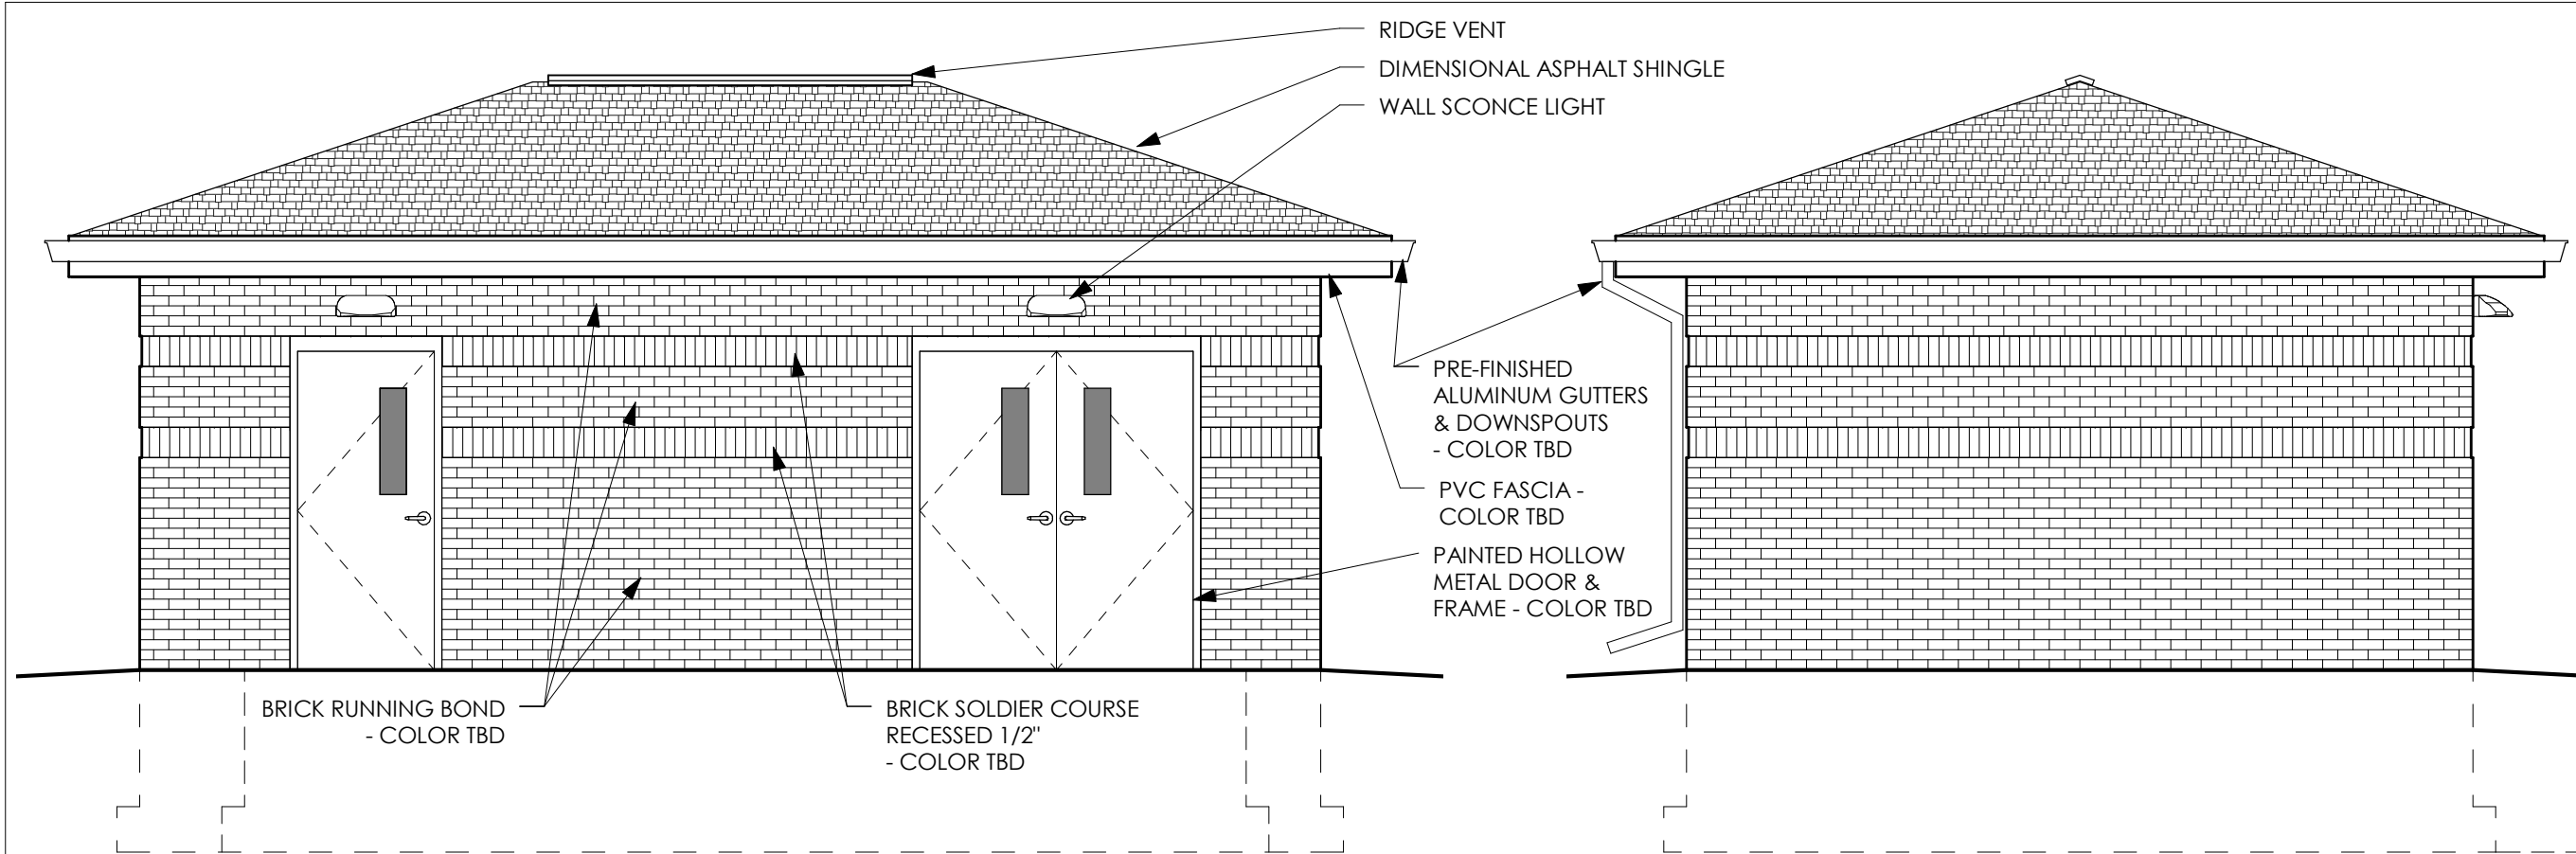 RIDGE VENT
DIMENSIONAL ASPHALT SHINGLE
WALL SCONCE LIGHT
PRE-FINISHED
ALUMINUM GUTTERS
& DOWNSPOUTS
- COLOR TBD
PVC FASCIA -
COLOR TBD
PAINTED HOLLOW
METAL DOOR &
FRAME - COLOR TBD
BRICK RUNNING BOND
- COLOR TBD
BRICK SOLDIER COURSE
RECESSED 1/2"
- COLOR TBD